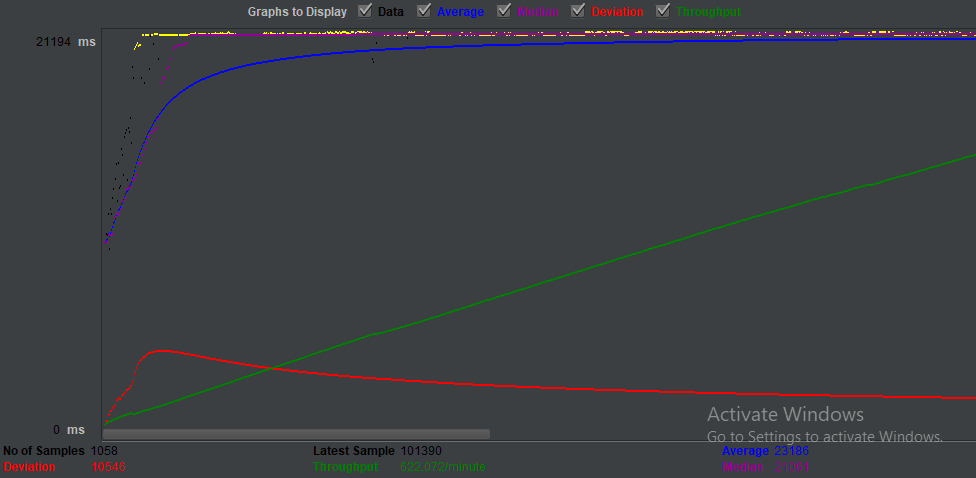 Graphs to Display Data Average Median Deviation Throughput
21194 ms
0 ms
Activate Windows
Go to Settings to activate Windows.
No of Samples 1058 Latest Sample 101390 Average 23186
Deviation 10546 Throughput 622.072/minute Median